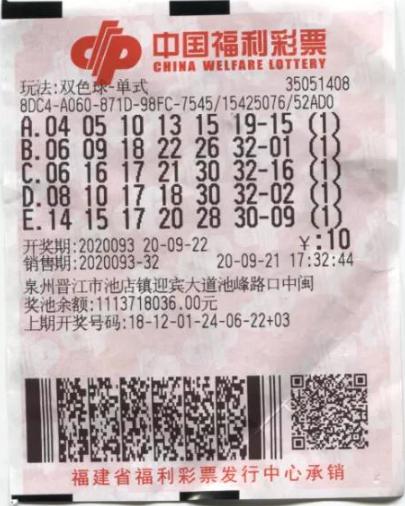 中国福利彩票
CHINA WELFARE LOTTERY
玩法:双色球-单式 35051408
8DC4-A060-871D-98FC-7545/15425076/52AD0
A.04 05 10 13 15 19-15 (1)
B.06 09 18 22 26 32-01 (1)
C.06 16 17 21 30 32-16 (1)
D.08 10 17 18 30 32-02 (1)
E.14 15 17 20 28 30-09 (1)
开奖期:2020093 20-09-22 ¥:10
销售期:2020093-32 20-09-21 17:32:44
泉州晋江市池店镇迎宾大道池峰路口中闽
奖池余额:1113718036.00元
上期开奖号码:18-12-01-24-06-22+03
福建省福利彩票发行中心承销